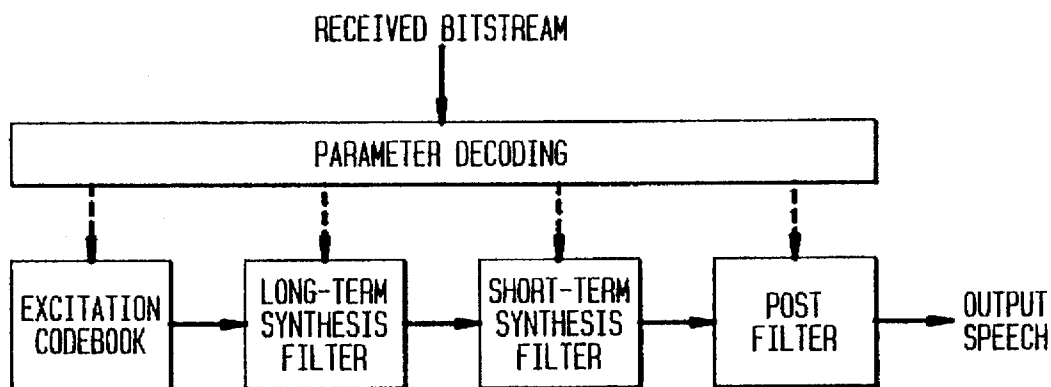 RECEIVED BITSTREAM
PARAMETER DECODING
EXCITATION
CODEBOOK
LONG-TERM
SYNTHESIS
FILTER
SHORT-TERM
SYNTHESIS
FILTER
POST
FILTER
OUTPUT
SPEECH